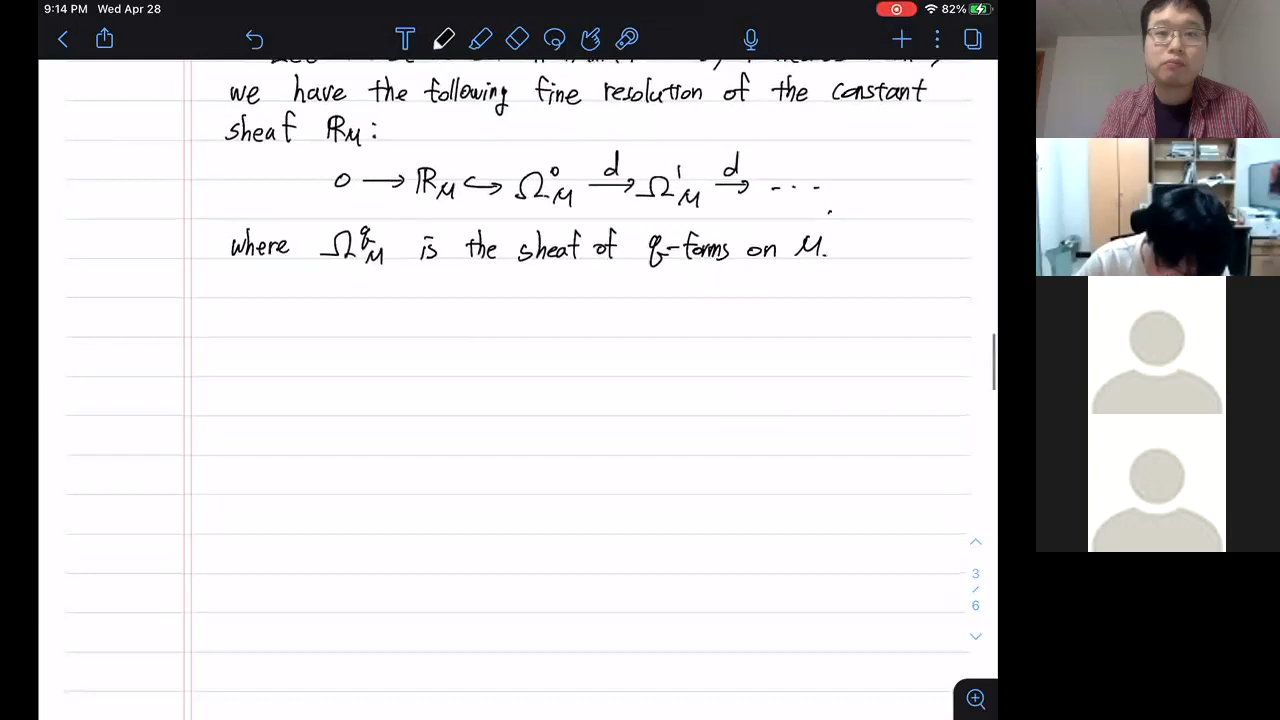 9:14 PM Wed Apr 28
82%
we have the following fine resolution of the constant
sheaf ℝ_M :
0 ⟶ ℝ_M ↪ Ω⁰_M —d→ Ω¹_M —d→ ⋯
where Ω^q_M is the sheaf of q-forms on M.
3
/
6